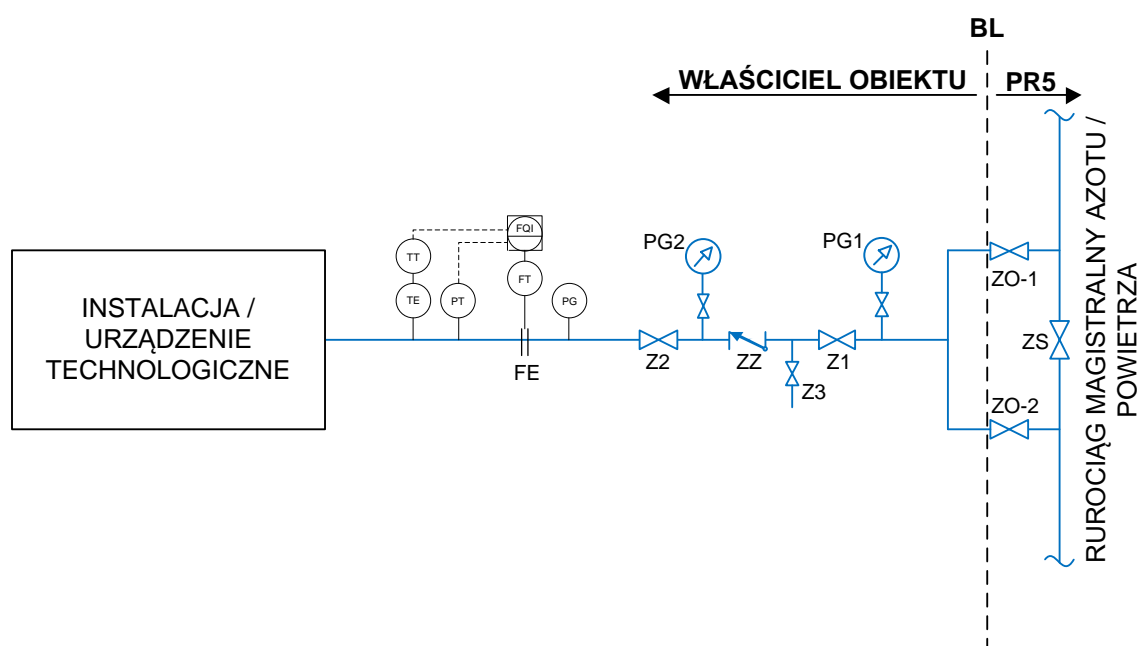 BL
WŁAŚCICIEL OBIEKTU
PR5
RUROCIĄG MAGISTRALNY AZOTU /
POWIETRZA
INSTALACJA /
URZĄDZENIE
TECHNOLOGICZNE
FQI
TT
FT
TE
PT
PG
FE
PG2
PG1
Z2
ZZ
Z1
Z3
ZO-1
ZS
ZO-2